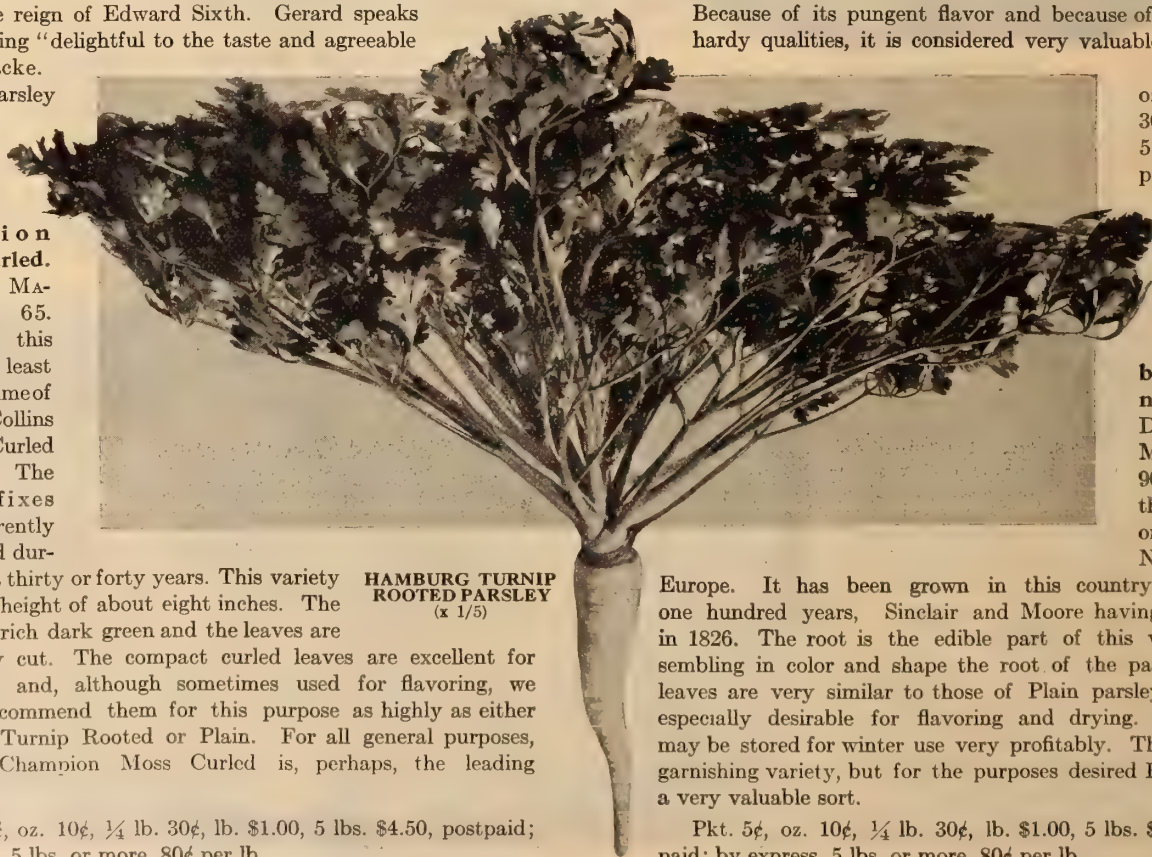 e reign of Edward Sixth. Gerard speaks
ing "delightful to the taste and agreeable
cke.
arsley
ion
rled.
MA-
65.
this
least
ame of
Collins
Curled
The
fixes
rently
d dur-
thirty or forty years. This variety
height of about eight inches. The
rich dark green and the leaves are
y cut. The compact curled leaves are excellent for
and, although sometimes used for flavoring, we
commend them for this purpose as highly as either
Turnip Rooted or Plain. For all general purposes,
Champion Moss Curled is, perhaps, the leading
¢, oz. 10¢, ¼ lb. 30¢, lb. $1.00, 5 lbs. $4.50, postpaid;
5 lbs. or more, 80¢ per lb.
HAMBURG TURNIP
ROOTED PARSLEY
(x 1/5)
Because of its pungent flavor and because of
hardy qualities, it is considered very valuable
o
30
5
p
b
n
D
M
90
th
or
N
Europe. It has been grown in this country
one hundred years, Sinclair and Moore having
in 1826. The root is the edible part of this v
sembling in color and shape the root of the pa
leaves are very similar to those of Plain parsley
especially desirable for flavoring and drying.
may be stored for winter use very profitably. Th
garnishing variety, but for the purposes desired H
a very valuable sort.
Pkt. 5¢, oz. 10¢, ¼ lb. 30¢, lb. $1.00, 5 lbs. $
paid; by express, 5 lbs. or more, 80¢ per lb.